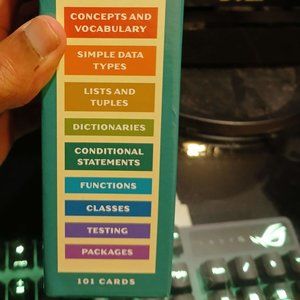 CONCEPTS AND
VOCABULARY
SIMPLE DATA
TYPES
LISTS AND
TUPLES
DICTIONARIES
CONDITIONAL
STATEMENTS
FUNCTIONS
CLASSES
TESTING
PACKAGES
101 CARDS